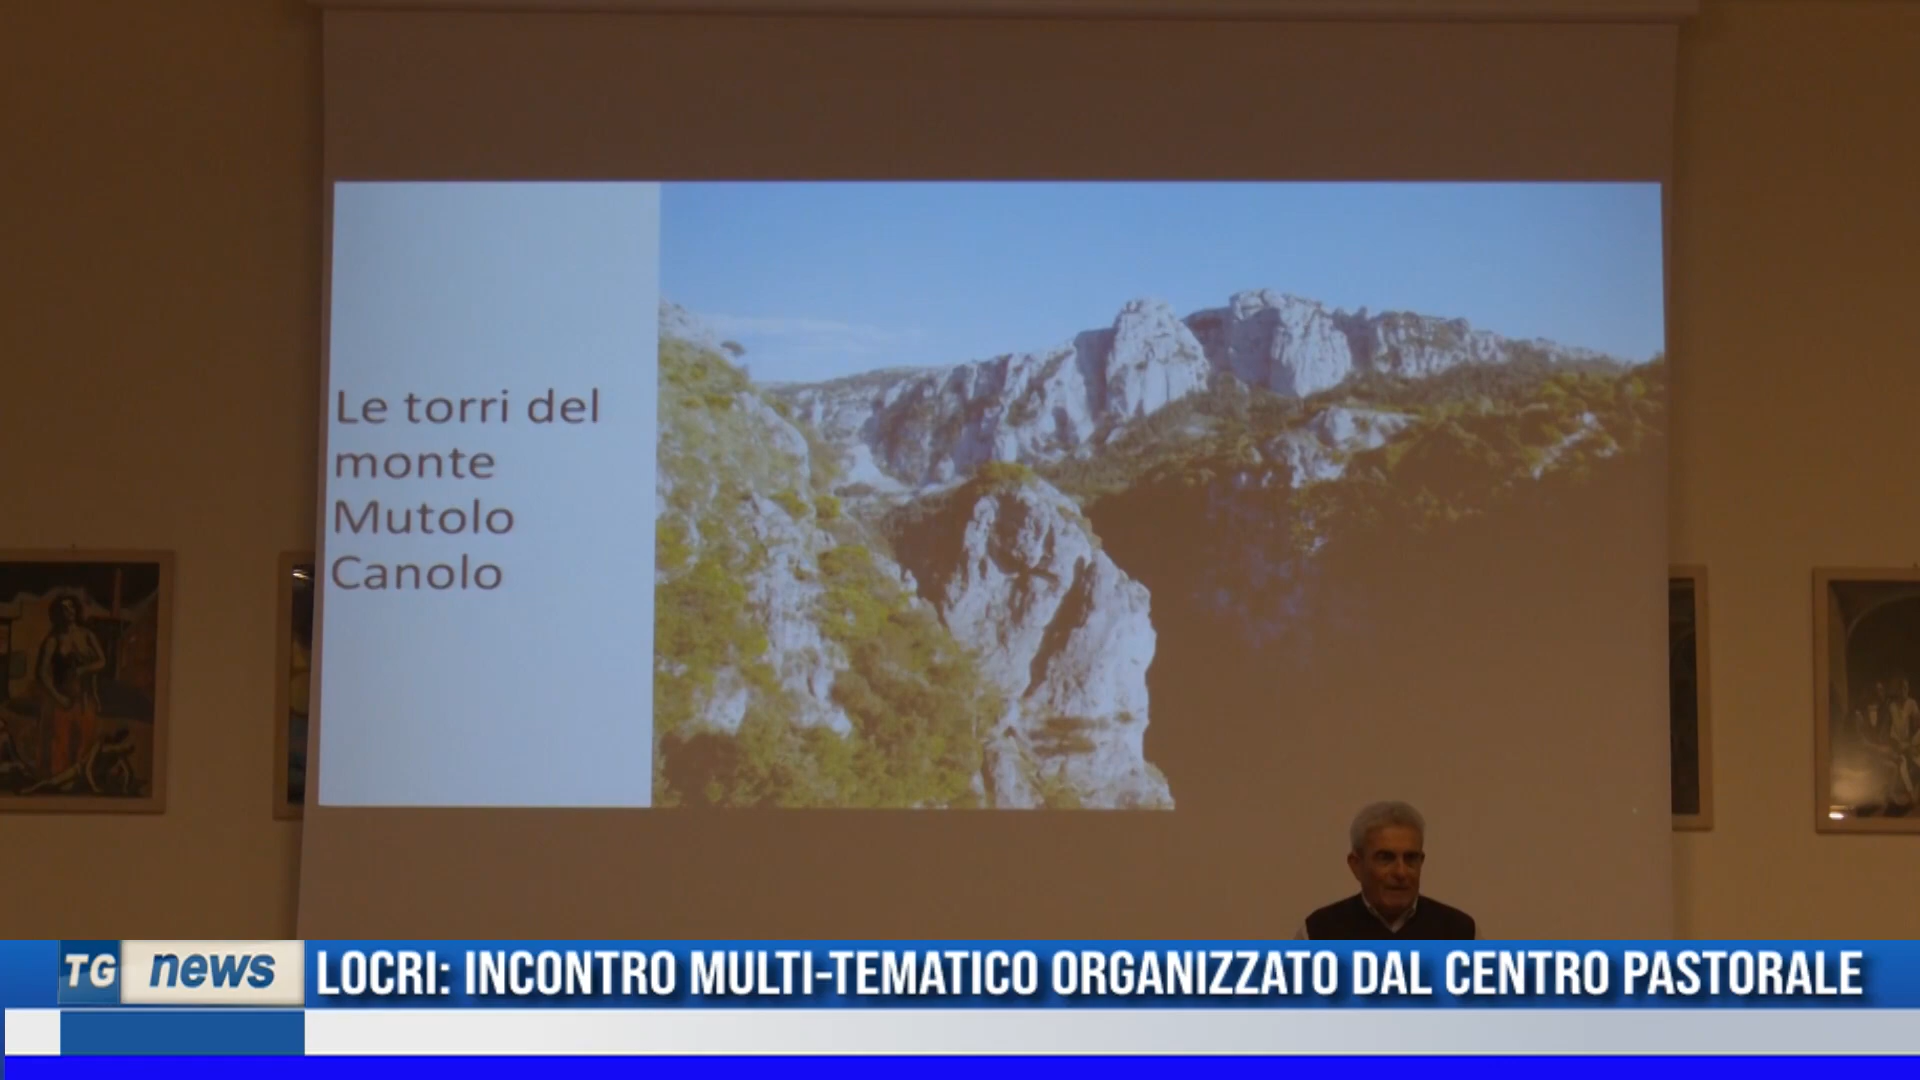 Le torri del
monte
Mutolo
Canolo
TG news LOCRI: INCONTRO MULTI-TEMATICO ORGANIZZATO DAL CENTRO PASTORALE